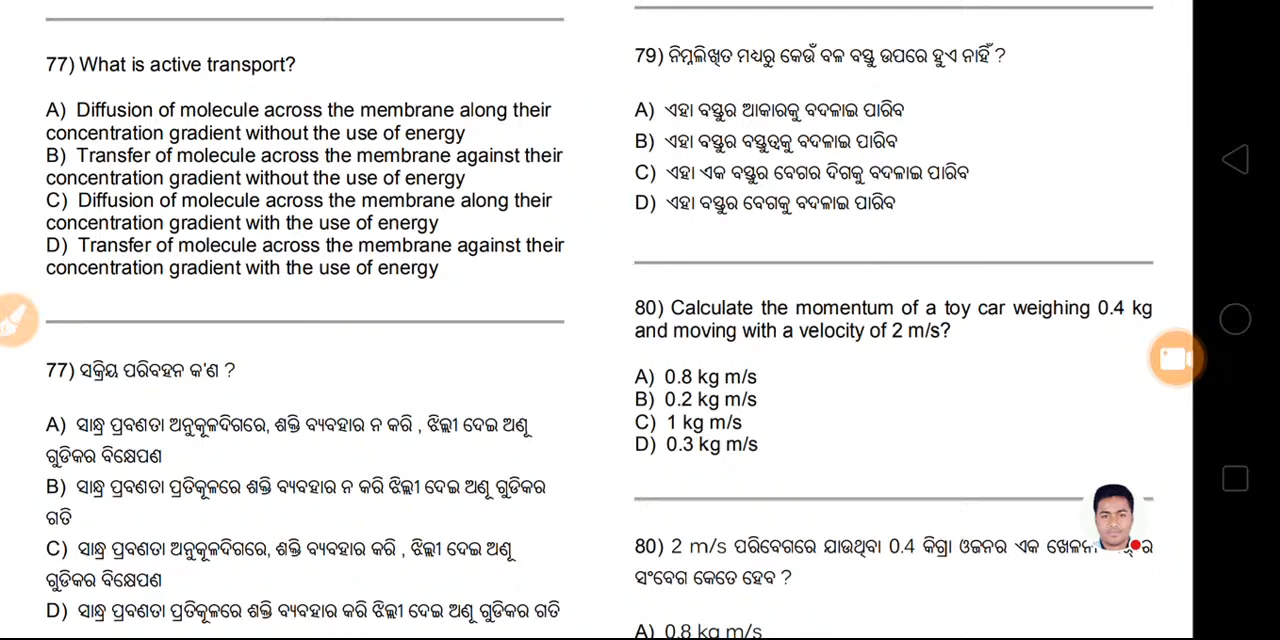 77) What is active transport?
A) Diffusion of molecule across the membrane along their
concentration gradient without the use of energy
B) Transfer of molecule across the membrane against their
concentration gradient without the use of energy
C) Diffusion of molecule across the membrane along their
concentration gradient with the use of energy
D) Transfer of molecule across the membrane against their
concentration gradient with the use of energy
77) ସକ୍ରିୟ ପରିବହନ କ'ଣ ?
A) ସାନ୍ଧ୍ର ପ୍ରବଣତା ଅନୁକୂଳଦିଗରେ, ଶକ୍ତି ବ୍ୟବହାର ନ କରି , ଝିଲ୍ଲୀ ଦେଇ ଅଣୂ
ଗୁଡିକର ବିକ୍ଷେପଣ
B) ସାନ୍ଧ୍ର ପ୍ରବଣତା ପ୍ରତିକୂଳରେ ଶକ୍ତି ବ୍ୟବହାର ନ କରି ଝିଲ୍ଲୀ ଦେଇ ଅଣୂ ଗୁଡିକର
ଗତି
C) ସାନ୍ଧ୍ର ପ୍ରବଣତା ଅନୁକୂଳଦିଗରେ, ଶକ୍ତି ବ୍ୟବହାର କରି , ଝିଲ୍ଲୀ ଦେଇ ଅଣୂ
ଗୁଡିକର ବିକ୍ଷେପଣ
D) ସାନ୍ଧ୍ର ପ୍ରବଣତା ପ୍ରତିକୂଳରେ ଶକ୍ତି ବ୍ୟବହାର କରି ଝିଲ୍ଲୀ ଦେଇ ଅଣୂ ଗୁଡିକର ଗତି
79) ନିମ୍ନଲିଖିତ ମଧ୍ୟରୁ କେଉଁ ବଳ ବସ୍ତୁ ଉପରେ ହୁଏ ନାହିଁ ?
A) ଏହା ବସ୍ତୁର ଆକାରକୁ ବଦଳାଇ ପାରିବ
B) ଏହା ବସ୍ତୁର ବସ୍ତୁତ୍ୱକୁ ବଦଳାଇ ପାରିବ
C) ଏହା ଏକ ବସ୍ତୁର ବେଗର ଦିଗକୁ ବଦଳାଇ ପାରିବ
D) ଏହା ବସ୍ତୁର ବେଗକୁ ବଦଳାଇ ପାରିବ
80) Calculate the momentum of a toy car weighing 0.4 kg
and moving with a velocity of 2 m/s?
A) 0.8 kg m/s
B) 0.2 kg m/s
C) 1 kg m/s
D) 0.3 kg m/s
80) 2 m/s ପରିବେଗରେ ଯାଉଥିବା 0.4 କିଗ୍ରା ଓଜନର ଏକ
ସଂବେଗ କେତେ ହେବ ?
A) 0.8 kg m/s